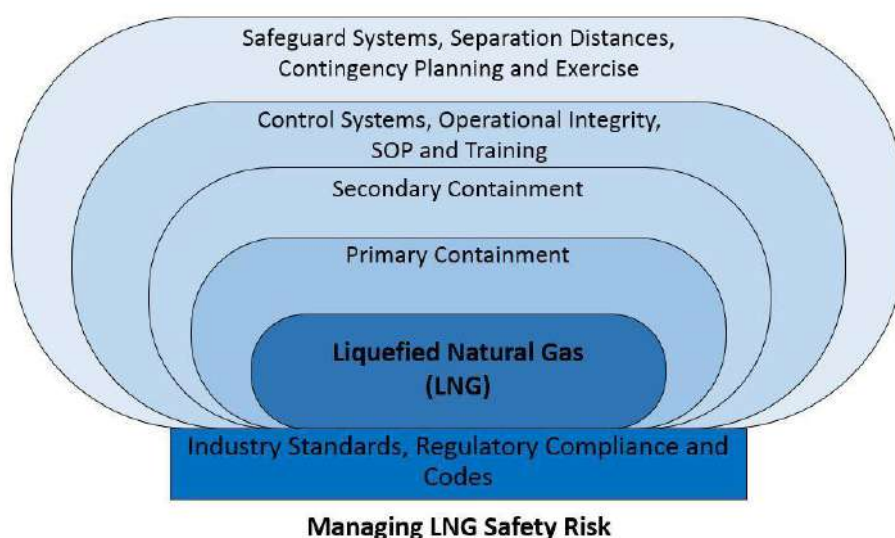 Safeguard Systems, Separation Distances,
Contingency Planning and Exercise
Control Systems, Operational Integrity,
SOP and Training
Secondary Containment
Primary Containment
Liquefied Natural Gas
(LNG)
Industry Standards, Regulatory Compliance and
Codes
Managing LNG Safety Risk